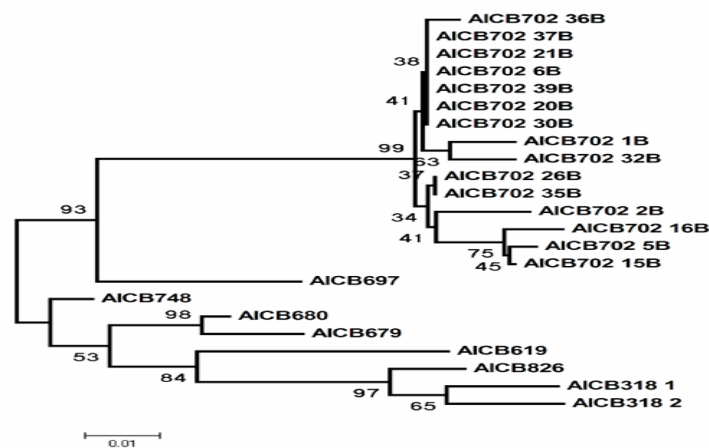 AICB702 36B
AICB702 37B
AICB702 21B
38
AICB702 6B
AICB702 39B
41
AICB702 20B
AICB702 30B
AICB702 1B
99
63
AICB702 32B
37
AICB702 26B
AICB702 35B
93
34
AICB702 2B
AICB702 16B
41
AICB702 5B
75
45
AICB702 15B
AICB697
AICB748
98
AICB680
AICB679
53
AICB619
84
AICB826
97
AICB318 1
65
AICB318 2
0.01